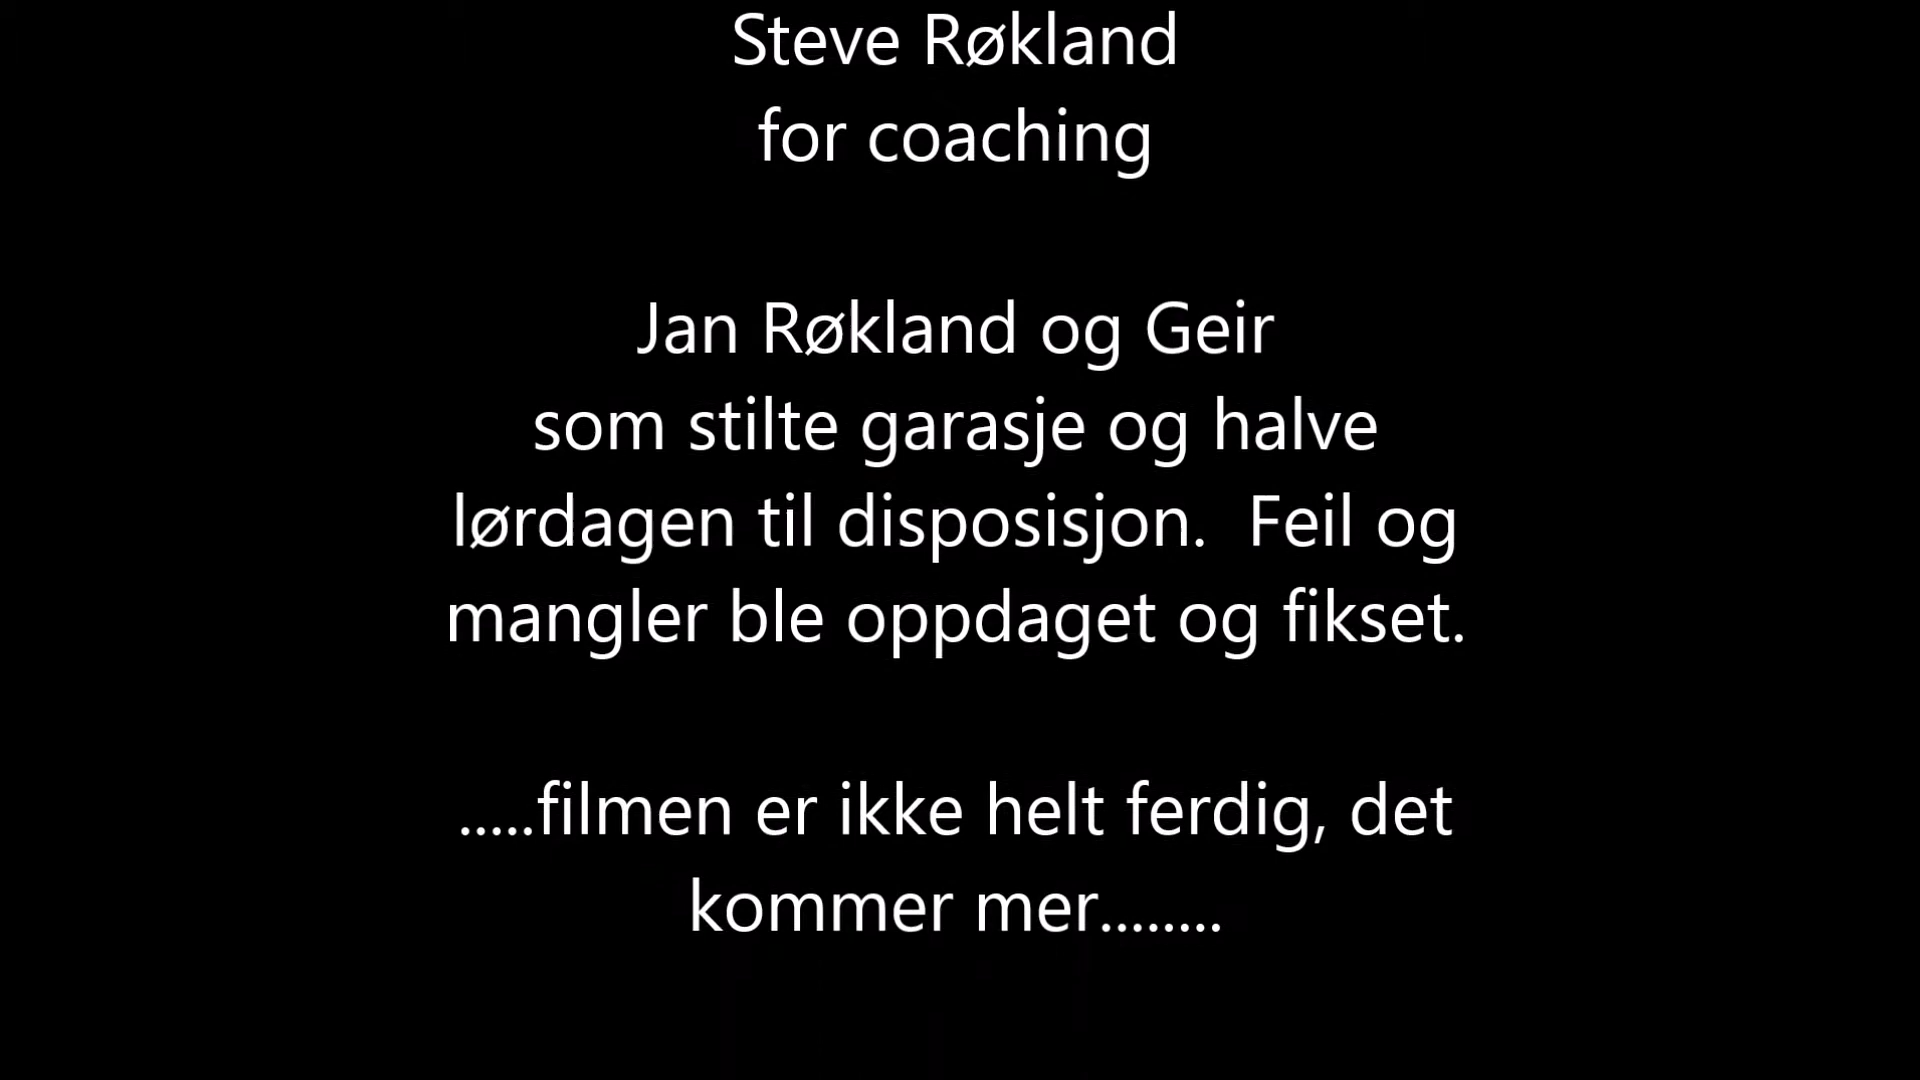 Steve Røkland
for coaching
Jan Røkland og Geir
som stilte garasje og halve
lørdagen til disposisjon.  Feil og
mangler ble oppdaget og fikset.
.....filmen er ikke helt ferdig, det
kommer mer........